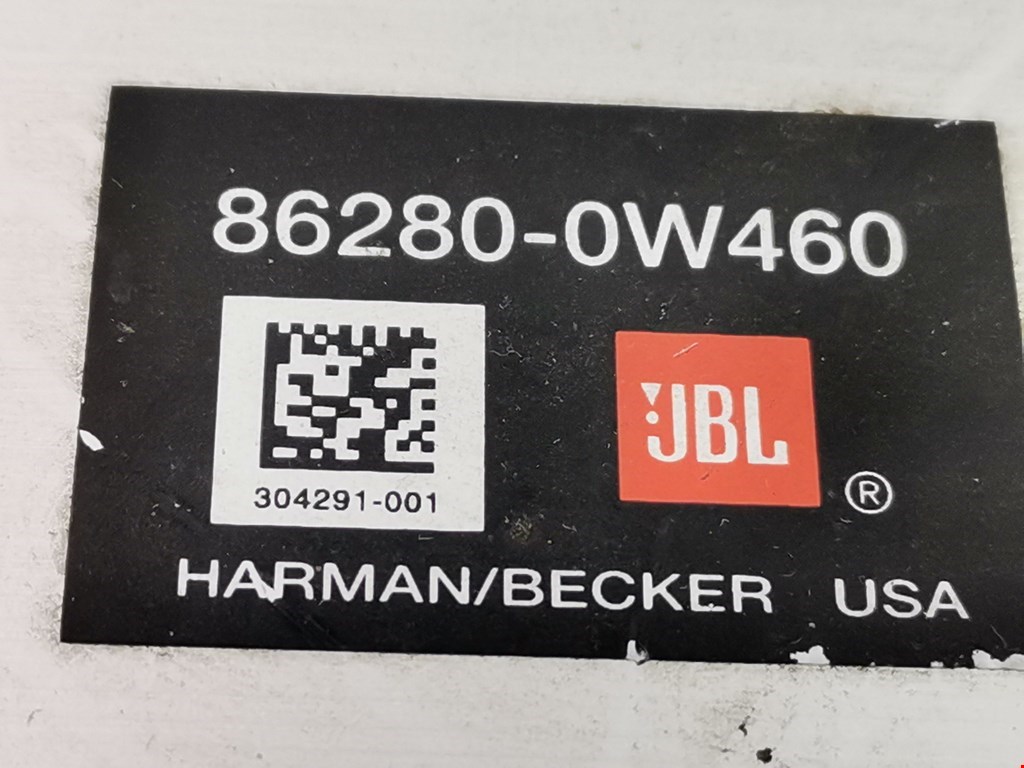 86280-0W460
304291-001
JBL
®
HARMAN/BECKER USA